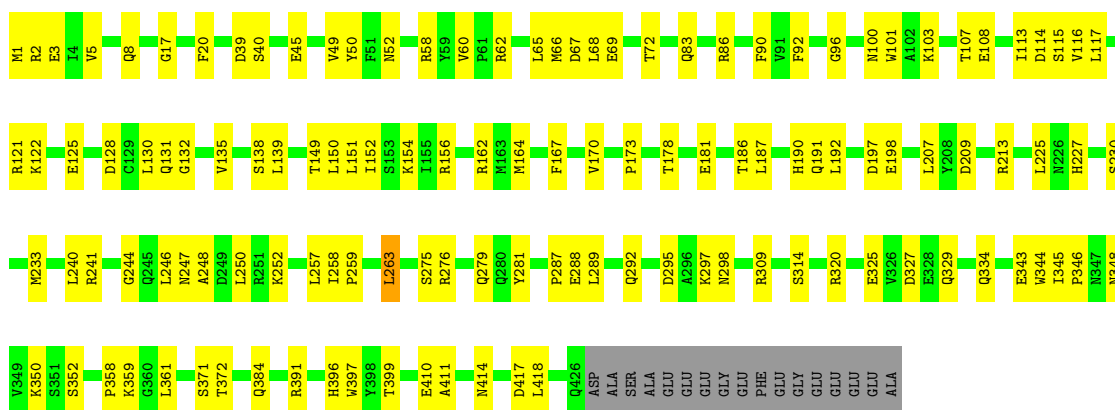 M1 R2 E3 I4 V5 Q8 G17 F20 D39 S40 E45 V49 Y50 F51 N52 R58 Y59 V60 P61 R62 L65 M66 D67 L68 E69 T72 Q83 R86 F90 V91 F92 G96 N100 W101 A102 K103 T107 E108 I113 D114 S115 V116 L117
R121 K122 E125 D128 C129 L130 Q131 G132 V135 S138 L139 T149 L150 L151 I152 S153 K154 I155 R156 R162 M163 M164 F167 V170 P173 T178 E181 T186 L187 H190 Q191 L192 D197 E198 L207 Y208 D209 R213 L225 N226 H227 S230
M233 L240 R241 G244 Q245 L246 N247 A248 D249 L250 R251 K252 L257 I258 P259 L263 S275 R276 Q279 Q280 Y281 P287 E288 L289 Q292 D295 A296 K297 N298 R309 S314 R320 E325 V326 D327 E328 Q329 Q334 E343 W344 I345 P346 N347 N348
V349 K350 S351 S352 P358 K359 G360 L361 S371 T372 Q384 R391 H396 W397 Y398 T399 E410 A411 N414 D417 L418 Q426 ASP ALA SER ALA GLU GLU GLU GLY GLU PHE GLU GLY GLU GLU GLU GLU ALA